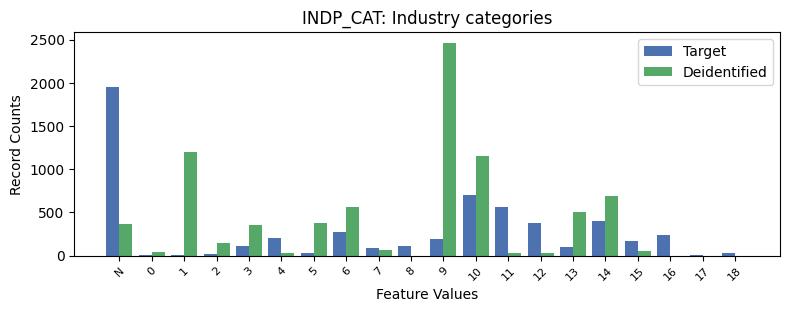 INDP_CAT: Industry categories
Target
Deidentified
Record Counts
2500
2000
1500
1000
500
0
N 0 1 2 3 4 5 6 7 8 9 10 11 12 13 14 15 16 17 18
Feature Values